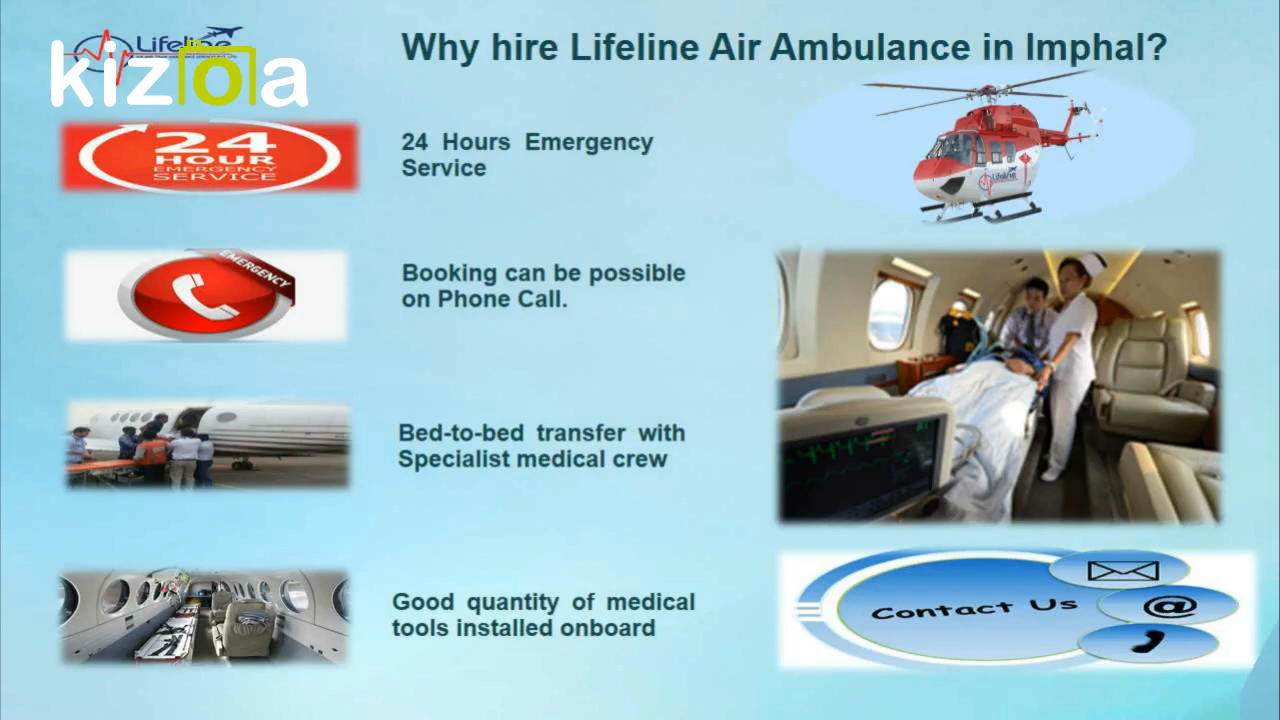 Lifeline
kizoa
Why hire Lifeline Air Ambulance in Imphal?
24
HOUR
EMERGENCY
SERVICE
24 Hours Emergency
Service
Lifeline
EMERGENCY
Booking can be possible
on Phone Call.
Bed-to-bed transfer with
Specialist medical crew
Good quantity of medical
tools installed onboard
Contact Us
@